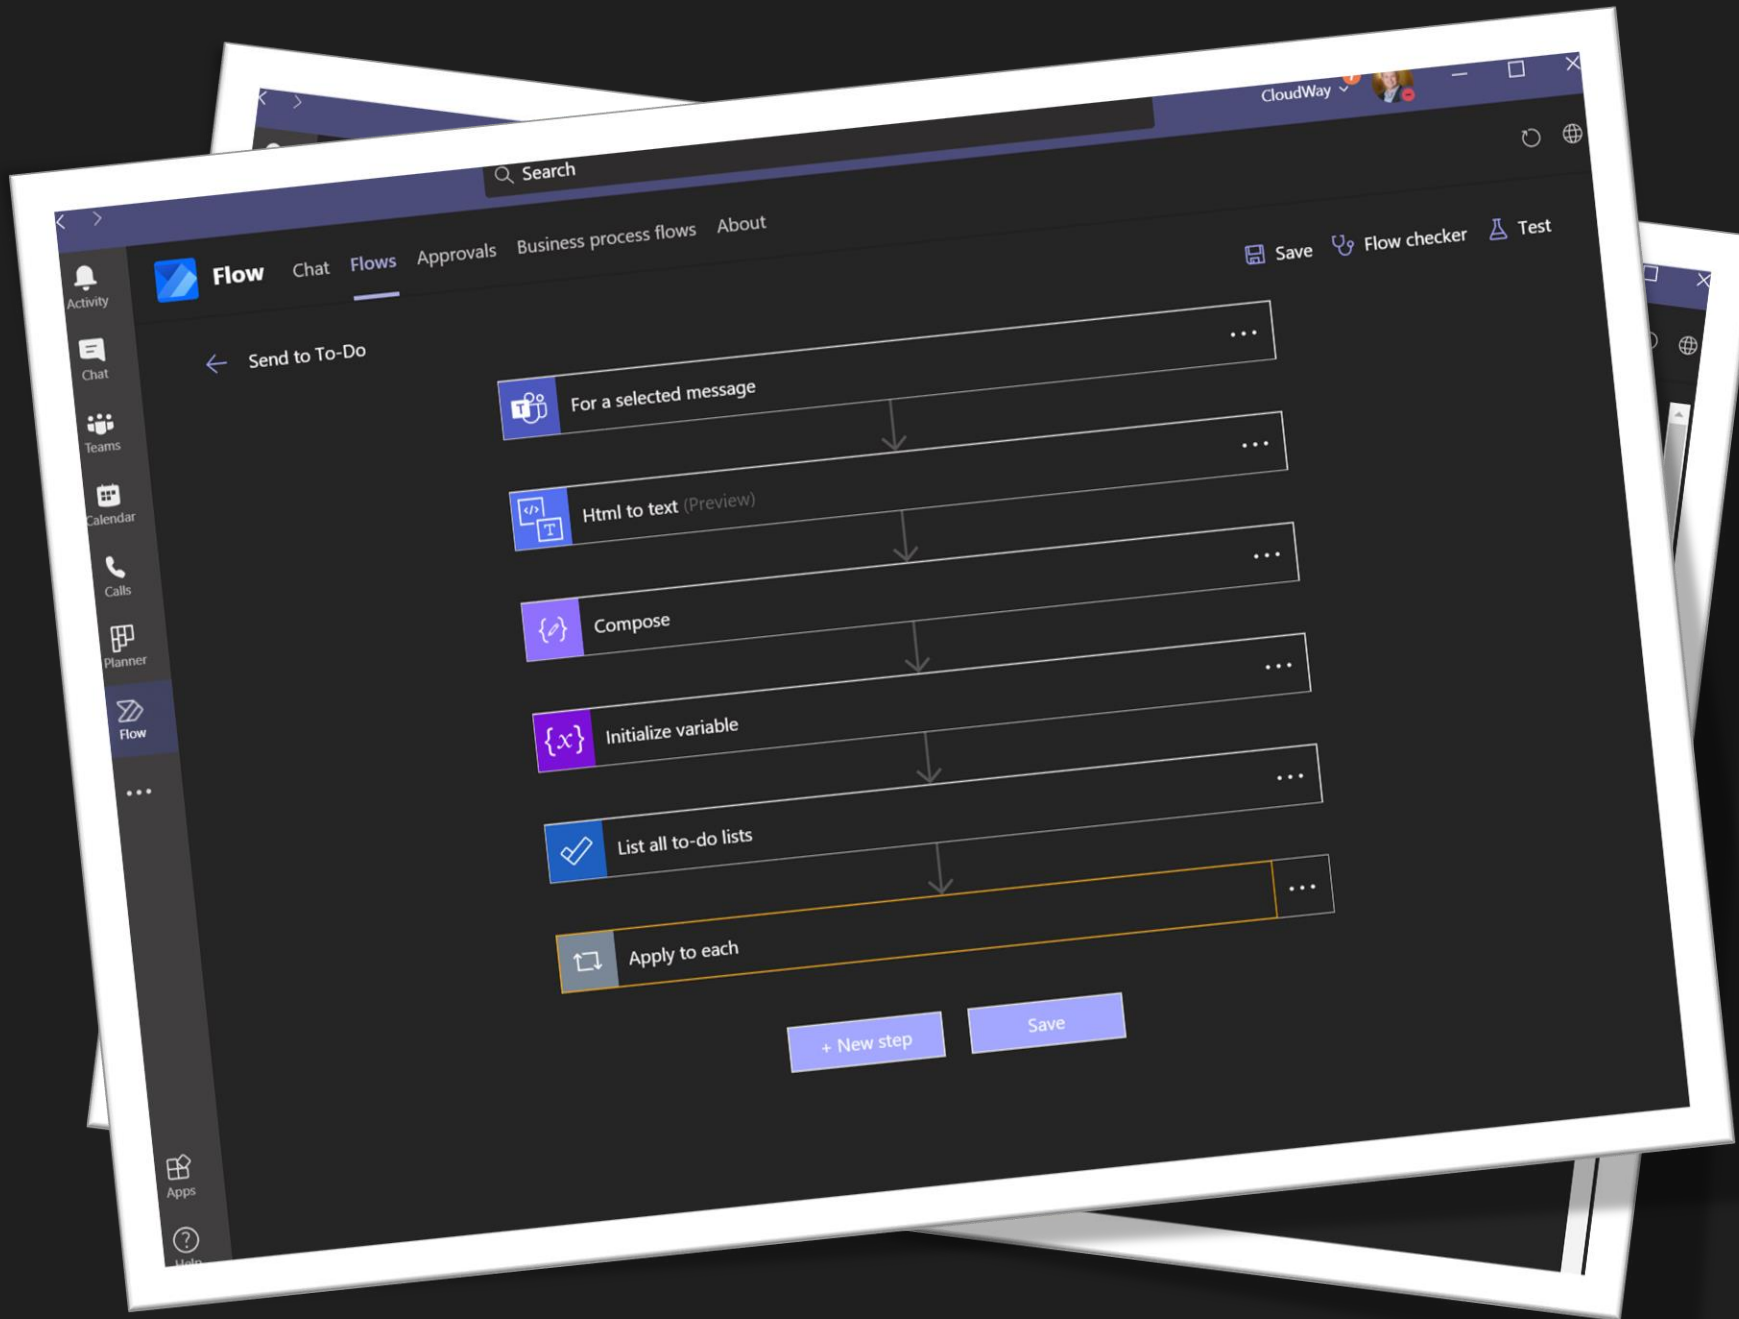 CloudWay
Search
Flow Chat Flows Approvals Business process flows About
Save Flow checker Test
Send to To-Do
Activity
Chat
Teams
Calendar
Calls
Planner
Flow
Apps
Help
For a selected message
Html to text (Preview)
Compose
Initialize variable
List all to-do lists
Apply to each
+ New step Save